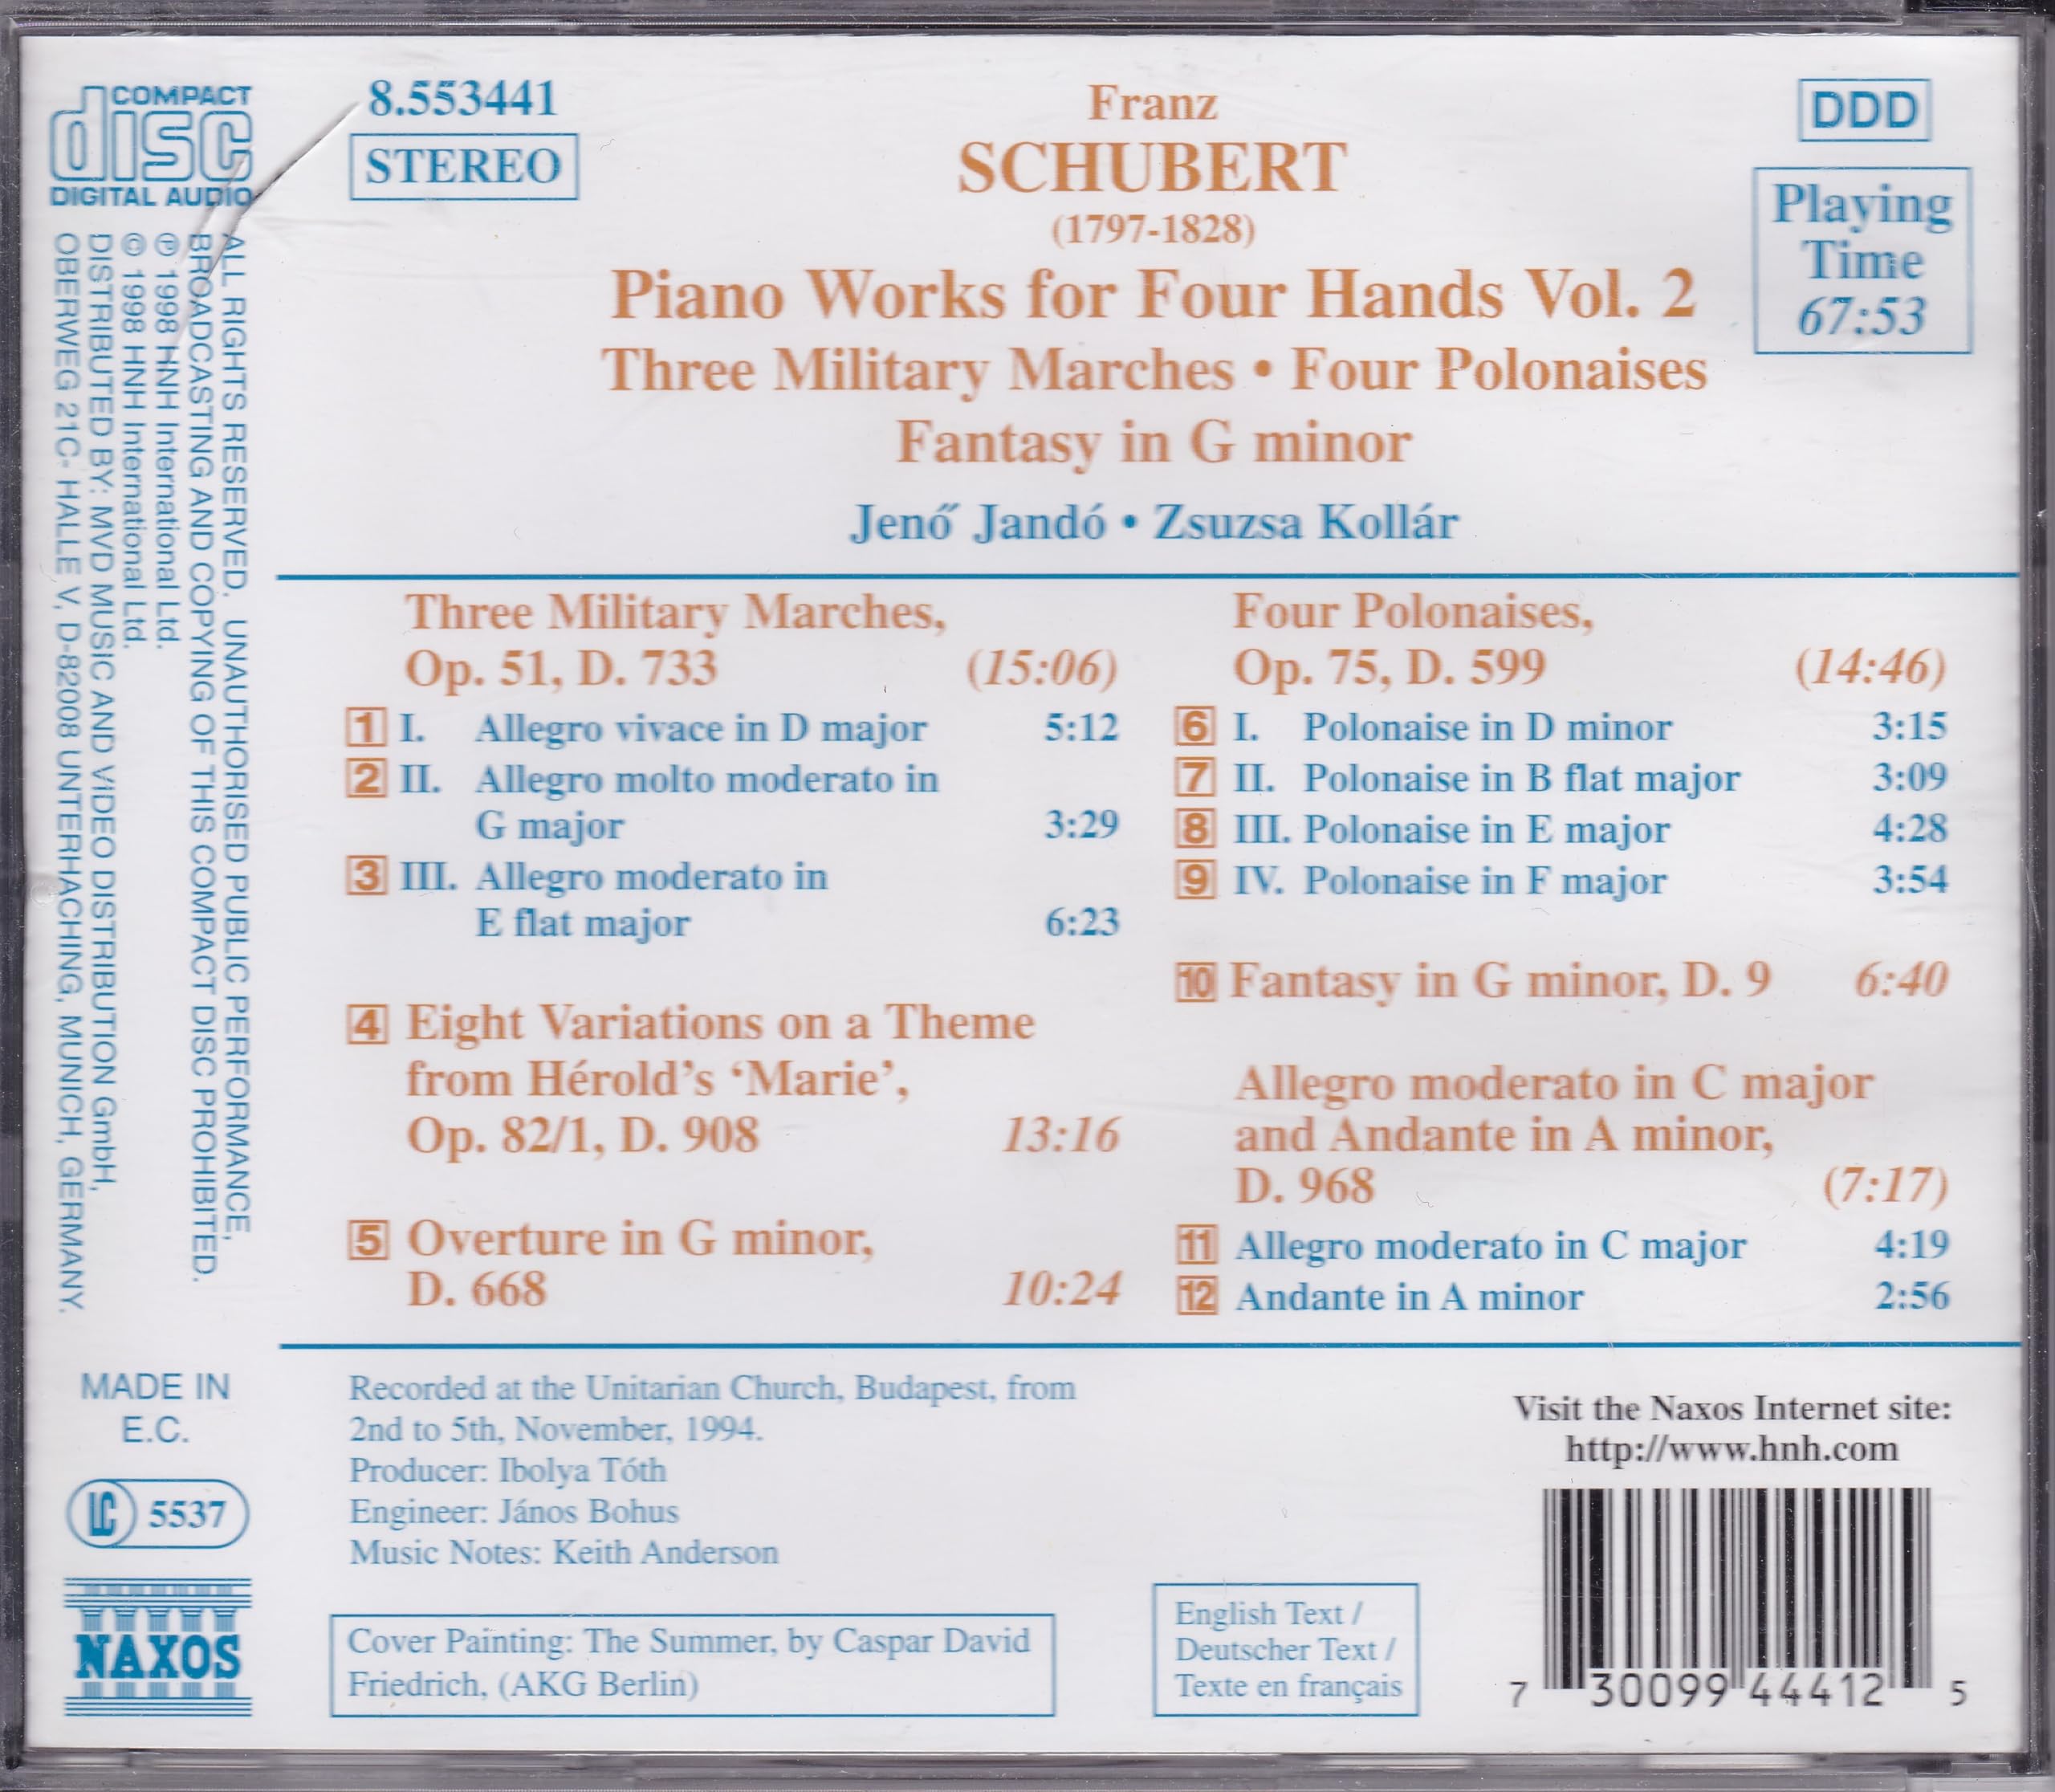 COMPACT
disc
DIGITAL AUDIO
8.553441
STEREO
Franz
SCHUBERT
(1797-1828)
Piano Works for Four Hands Vol. 2
Three Military Marches • Four Polonaises
Fantasy in G minor
Jenő Jandó • Zsuzsa Kollár
DDD
Playing
Time
67:53
ALL RIGHTS RESERVED. UNAUTHORISED PUBLIC PERFORMANCE,
BROADCASTING AND COPYING OF THIS COMPACT DISC PROHIBITED.
℗ 1998 HNH International Ltd.
© 1998 HNH International Ltd.
DISTRIBUTED BY: MVD MUSIC AND VIDEO DISTRIBUTION GmbH,
OBERWEG 21C- HALLE V, D-82008 UNTERHACHING, MUNICH, GERMANY.
Three Military Marches,
Op. 51, D. 733 (15:06)
1 I. Allegro vivace in D major 5:12
2 II. Allegro molto moderato in
G major 3:29
3 III. Allegro moderato in
E flat major 6:23
4 Eight Variations on a Theme
from Hérold's ‘Marie’,
Op. 82/1, D. 908 13:16
5 Overture in G minor,
D. 668 10:24
Four Polonaises,
Op. 75, D. 599 (14:46)
6 I. Polonaise in D minor 3:15
7 II. Polonaise in B flat major 3:09
8 III. Polonaise in E major 4:28
9 IV. Polonaise in F major 3:54
10 Fantasy in G minor, D. 9 6:40
Allegro moderato in C major
and Andante in A minor,
D. 968 (7:17)
11 Allegro moderato in C major 4:19
12 Andante in A minor 2:56
MADE IN
E.C.
LC 5537
NAXOS
Recorded at the Unitarian Church, Budapest, from
2nd to 5th, November, 1994.
Producer: Ibolya Tóth
Engineer: János Bohus
Music Notes: Keith Anderson
Cover Painting: The Summer, by Caspar David
Friedrich, (AKG Berlin)
English Text /
Deutscher Text /
Texte en français
Visit the Naxos Internet site:
http://www.hnh.com
7 30099 44412 5